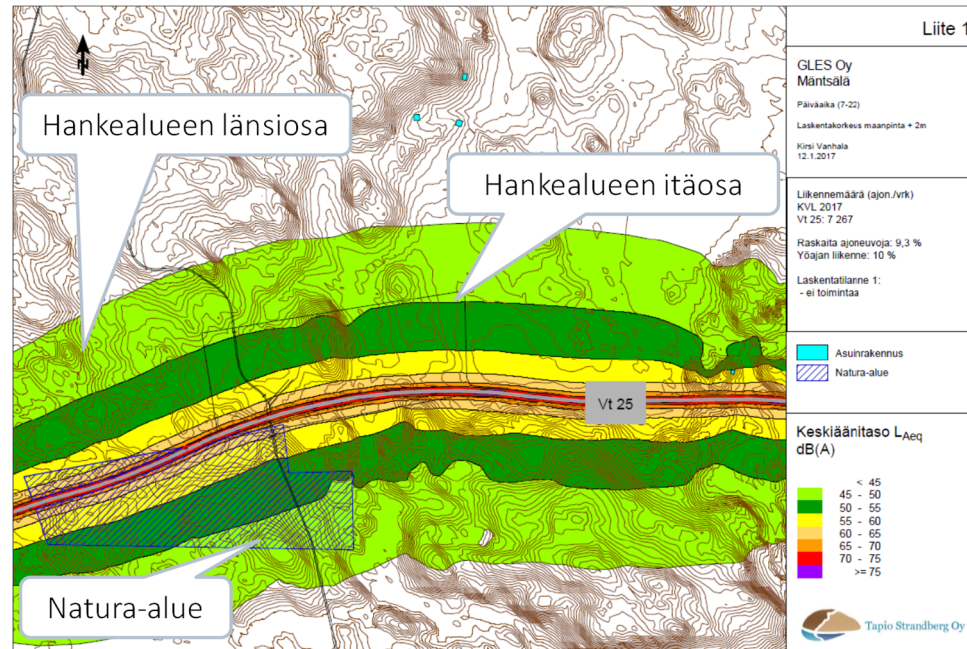 Hankealueen länsiosa
Hankealueen itäosa
Vt 25
Natura-alue
Liite 1
GLES Oy
Mäntsälä
Päiväaika (7-22)
Laskentakorkeus maanpinta + 2m
Kirsi Vanhala
12.1.2017
Liikennemäärä (ajon./vrk)
KVL 2017
Vt 25: 7 267
Raskaita ajoneuvoja: 9,3 %
Yöajan liikenne: 10 %
Laskentatilanne 1:
- ei toimintaa
Asuinrakennus
Natura-alue
Keskiäänitaso LAeq
dB(A)
< 45
45 - 50
50 - 55
55 - 60
60 - 65
65 - 70
70 - 75
>= 75
Tapio Strandberg Oy